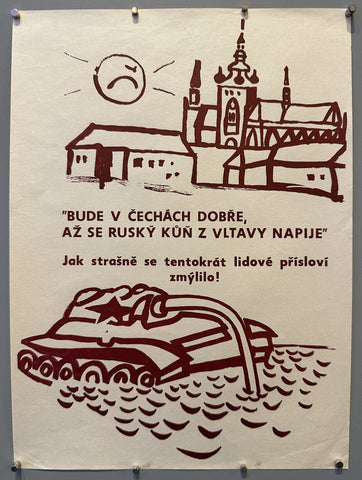 "BUDE V ČECHÁCH DOBŘE,
AŽ SE RUSKÝ KŮŇ Z VLTAVY NAPIJE"
Jak strašně se tentokrát lidové přísloví
zmýlilo!